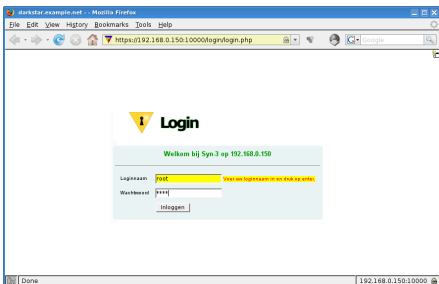 darkstar.example.net - - Mozilla Firefox
File Edit View History Bookmarks Tools Help
https://192.168.0.150:10000/login/login.php
Google
Login
Welkom bij Syn-3 op 192.168.0.150
Loginnaam root Voer uw loginnaam in en druk op enter.
Wachtwoord ****
Inloggen
Done 192.168.0.150:10000